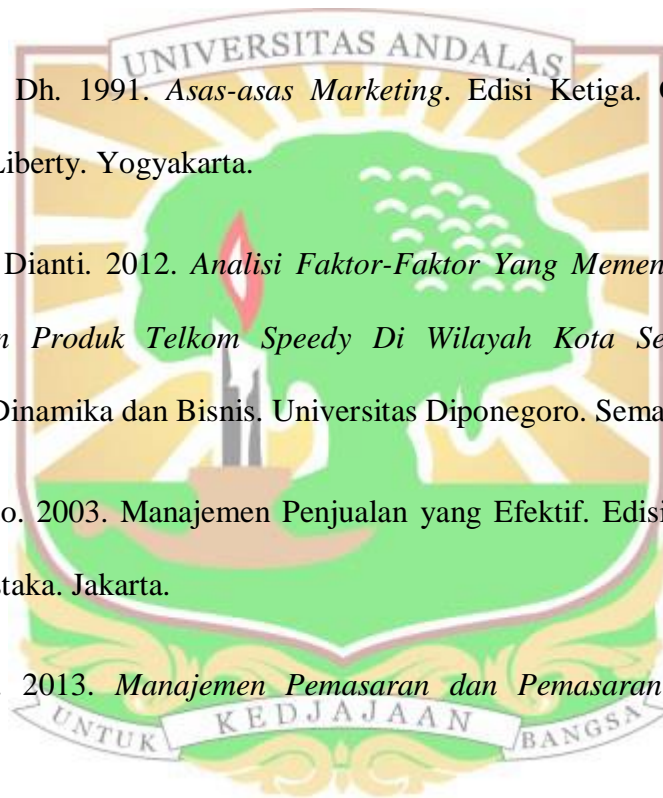 UNIVERSITAS ANDALAS
Dh. 1991. Asas-asas Marketing. Edisi Ketiga.
Liberty. Yogyakarta.
Dianti. 2012. Analisi Faktor-Faktor Yang Memen
n Produk Telkom Speedy Di Wilayah Kota Se
Dinamika dan Bisnis. Universitas Diponegoro. Sema
o. 2003. Manajemen Penjualan yang Efektif. Edisi
taka. Jakarta.
. 2013. Manajemen Pemasaran dan Pemasaran
UNTUK KEDJAJAAN BANGSA